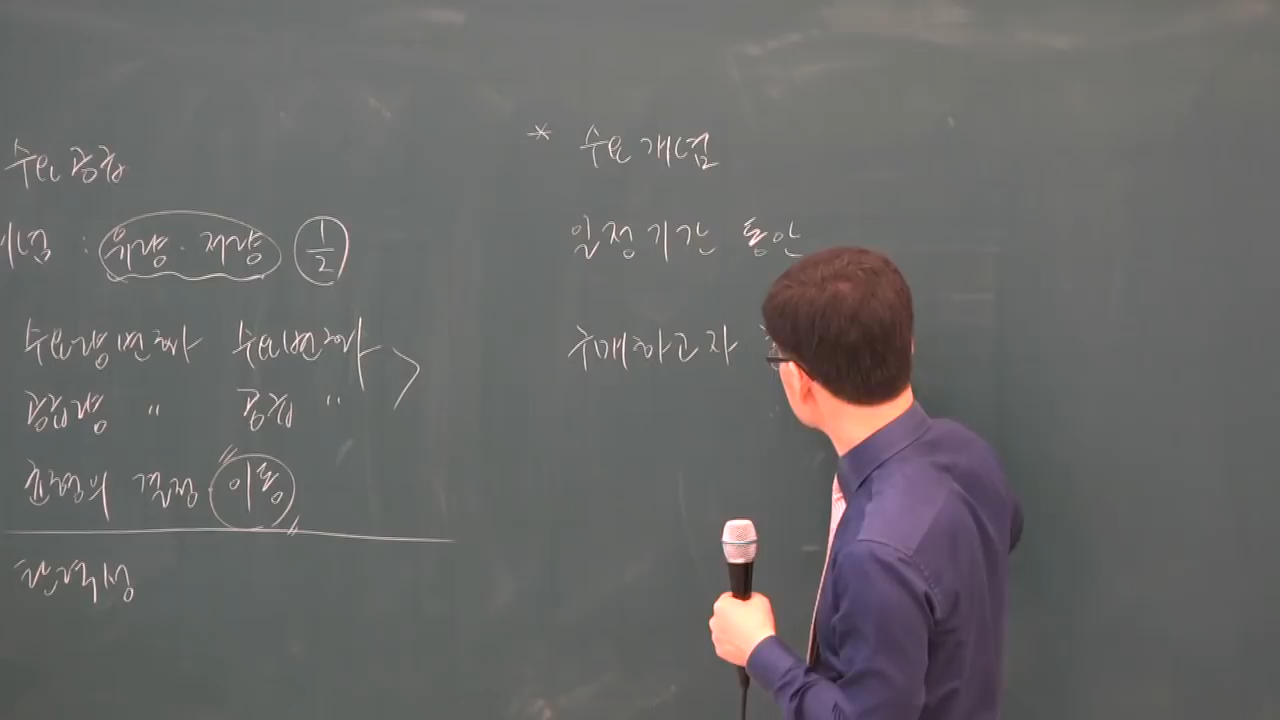 수요 공급
개념 : 유량 · 저량 1/2
수요량변화 수요변화 >
공급량 〃 공급 〃
균형의 결정 "이동"
탄력성
* 수요 개념
일정 기간 동안
구매하고자